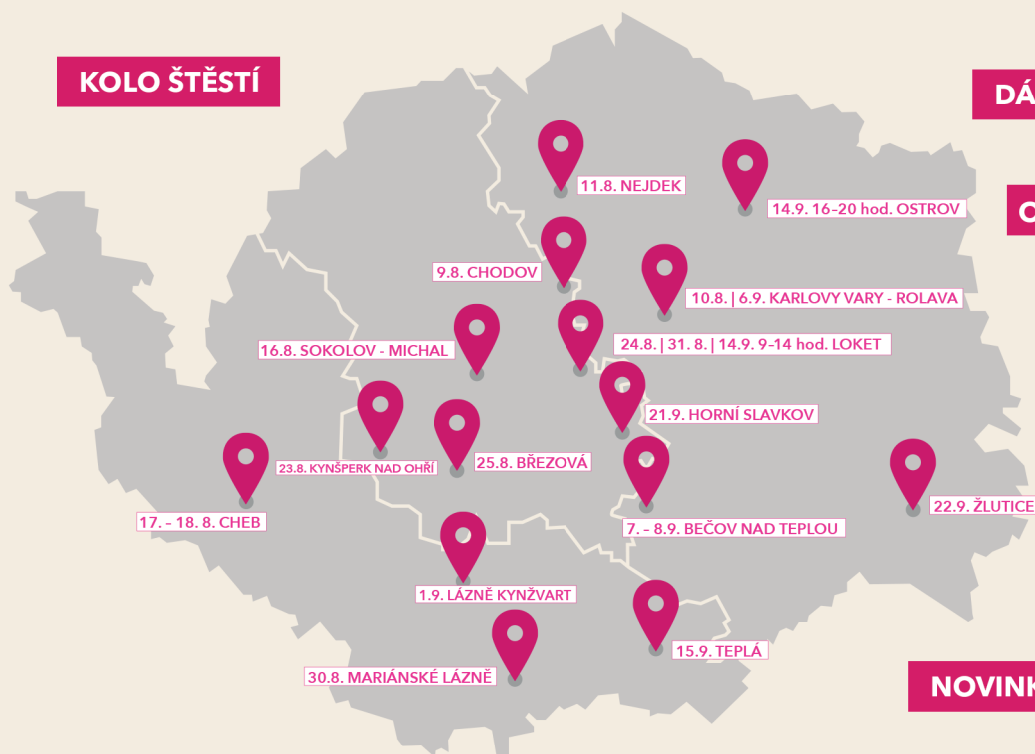 KOLO ŠTĚSTÍ
DÁ
11.8. NEJDEK
14.9. 16–20 hod. OSTROV
O
9.8. CHODOV
10.8. | 6.9. KARLOVY VARY - ROLAVA
16.8. SOKOLOV - MICHAL
24.8. | 31. 8. | 14.9. 9–14 hod. LOKET
21.9. HORNÍ SLAVKOV
23.8. KYNŠPERK NAD OHŘÍ
25.8. BŘEZOVÁ
22.9. ŽLUTICE
17. – 18. 8. CHEB
7. – 8.9. BEČOV NAD TEPLOU
1.9. LÁZNĚ KYNŽVART
15.9. TEPLÁ
30.8. MARIÁNSKÉ LÁZNĚ
NOVINK